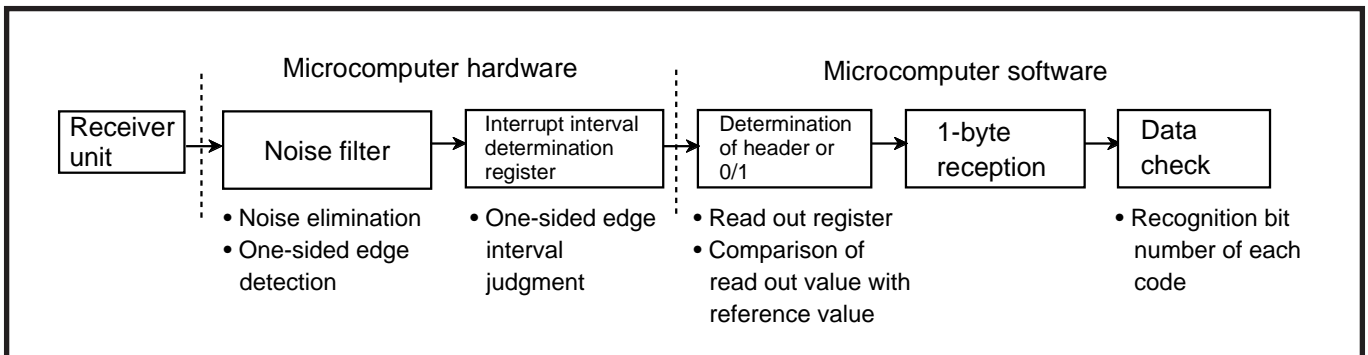 Microcomputer hardware
Microcomputer software
Receiver
unit
Noise filter
Interrupt interval
determination
register
Determination
of header or
0/1
1-byte
reception
Data
check
• Noise elimination
• One-sided edge
detection
• One-sided edge
interval
judgment
• Read out register
• Comparison of
read out value with
reference value
• Recognition bit
number of each
code